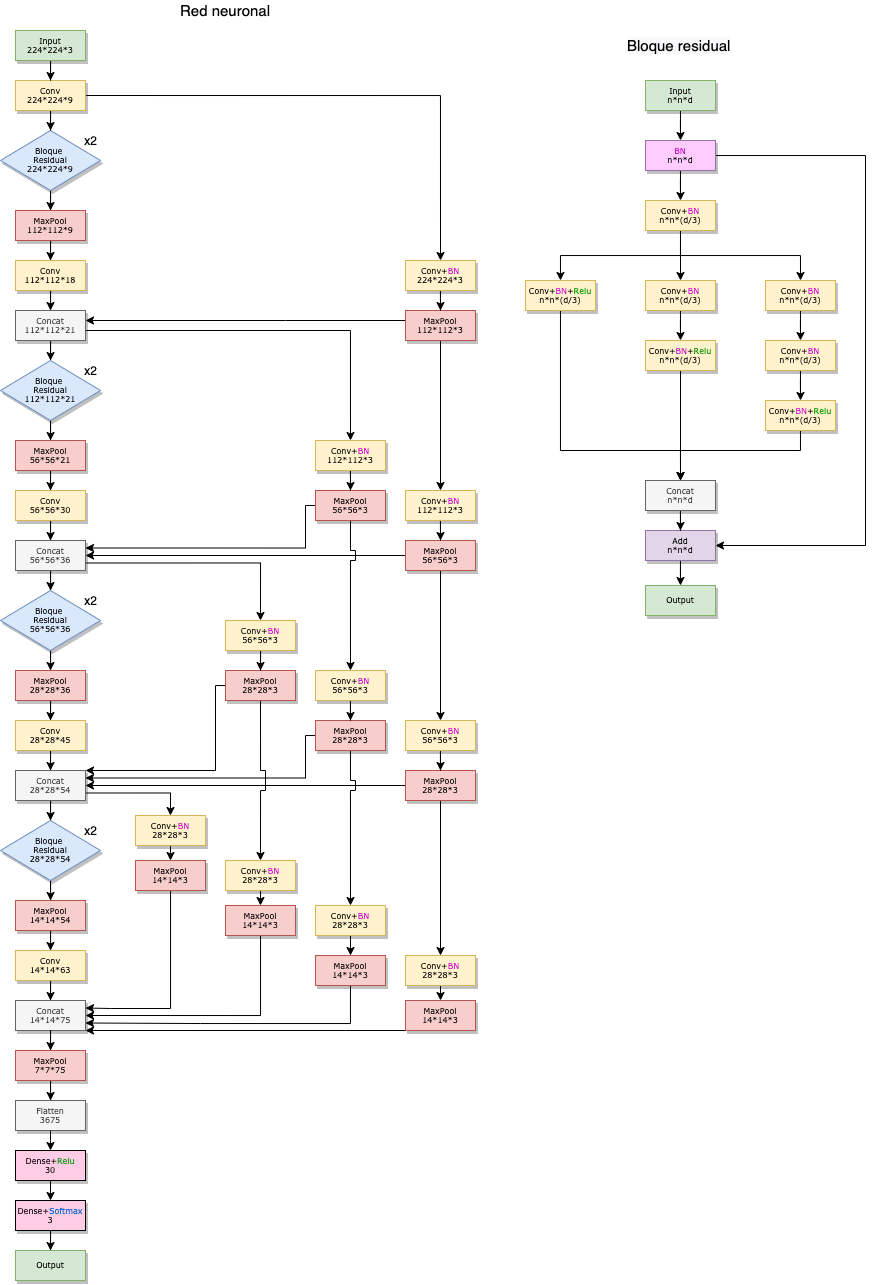 Red neuronal
Input
224*224*3
Conv
224*224*9
x2
Bloque
Residual
224*224*9
MaxPool
112*112*9
Conv
112*112*18
Conv+BN
224*224*3
Concat
112*112*21
MaxPool
112*112*3
x2
Bloque
Residual
112*112*21
MaxPool
56*56*21
Conv+BN
112*112*3
Conv
56*56*30
MaxPool
56*56*3
Conv+BN
112*112*3
Concat
56*56*36
MaxPool
56*56*3
x2
Bloque
Residual
56*56*36
Conv+BN
56*56*3
MaxPool
28*28*36
MaxPool
28*28*3
Conv+BN
56*56*3
Conv
28*28*45
MaxPool
28*28*3
Conv+BN
56*56*3
Concat
28*28*54
MaxPool
28*28*3
x2
Bloque
Residual
28*28*54
Conv+BN
28*28*3
MaxPool
14*14*3
Conv+BN
28*28*3
MaxPool
14*14*54
MaxPool
14*14*3
Conv+BN
28*28*3
Conv
14*14*63
MaxPool
14*14*3
Conv+BN
28*28*3
Concat
14*14*75
MaxPool
14*14*3
MaxPool
7*7*75
Flatten
3675
Dense+Relu
30
Dense+Softmax
3
Output
Bloque residual
Input
n*n*d
BN
n*n*d
Conv+BN
n*n*(d/3)
Conv+BN+Relu
n*n*(d/3)
Conv+BN
n*n*(d/3)
Conv+BN
n*n*(d/3)
Conv+BN+Relu
n*n*(d/3)
Conv+BN
n*n*(d/3)
Conv+BN+Relu
n*n*(d/3)
Concat
n*n*d
Add
n*n*d
Output